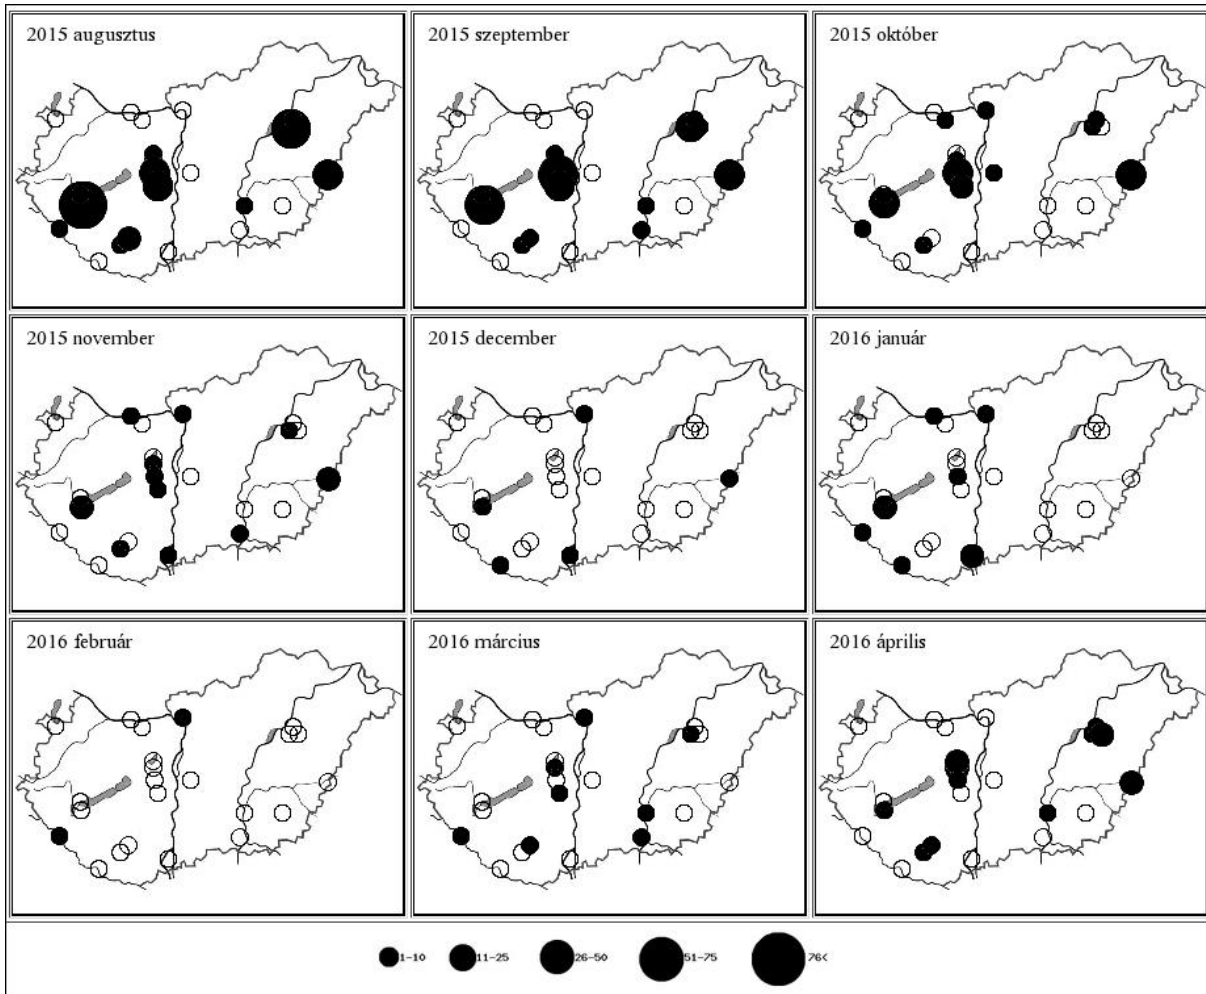 2015 augusztus
2015 szeptember
2015 október
2015 november
2015 december
2016 január
2016 február
2016 március
2016 április
1-10
11-25
26-50
51-75
76<